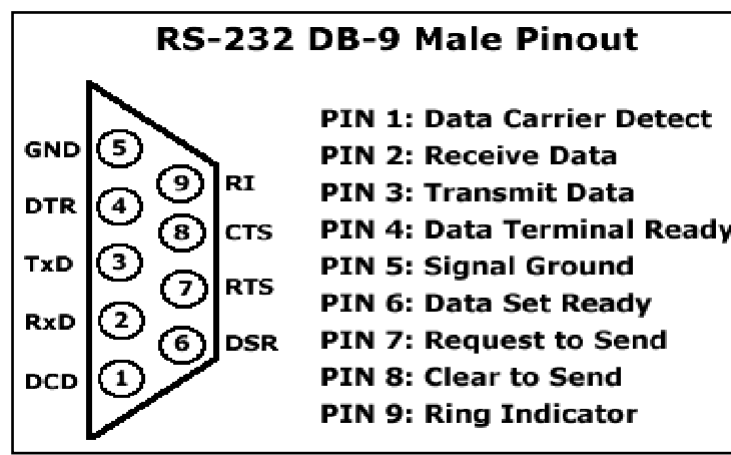 RS-232 DB-9 Male Pinout
GND 5
9 RI
DTR 4
8 CTS
TxD 3
7 RTS
RxD 2
6 DSR
DCD 1
PIN 1: Data Carrier Detect
PIN 2: Receive Data
PIN 3: Transmit Data
PIN 4: Data Terminal Ready
PIN 5: Signal Ground
PIN 6: Data Set Ready
PIN 7: Request to Send
PIN 8: Clear to Send
PIN 9: Ring Indicator